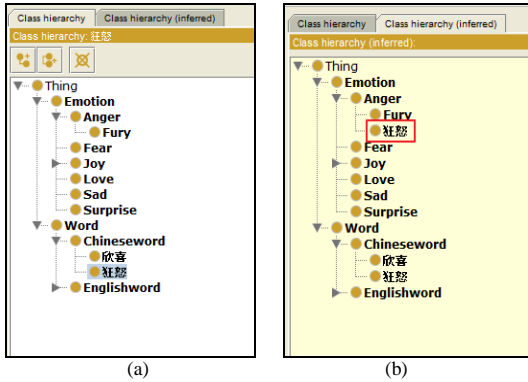 Class hierarchy
Class hierarchy (inferred)
Class hierarchy: 狂怒
Thing
Emotion
Anger
Fury
Fear
Joy
Love
Sad
Surprise
Word
Chineseword
欣喜
狂怒
Englishword
(a)
Class hierarchy
Class hierarchy (inferred)
Class hierarchy (inferred):
Thing
Emotion
Anger
Fury
狂怒
Fear
Joy
Love
Sad
Surprise
Word
Chineseword
欣喜
狂怒
Englishword
(b)